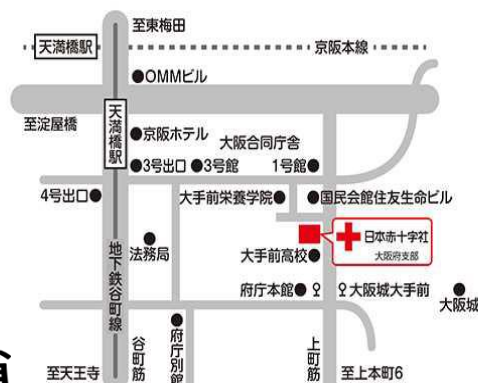 至東梅田
天満橋駅
京阪本線
●OMMビル
至淀屋橋
天満橋駅
●京阪ホテル
大阪合同庁舎
●3号出口
●3号館
1号館●
4号出口●
大手前栄養学院●
●国民会館住友生命ビル
法務局
日本赤十字社
大阪府支部
大手前高校●
地下鉄谷町線
府庁本館●
大阪城大手前
大阪城
府庁別館
谷町筋
上町筋
至天王寺
至上本町6